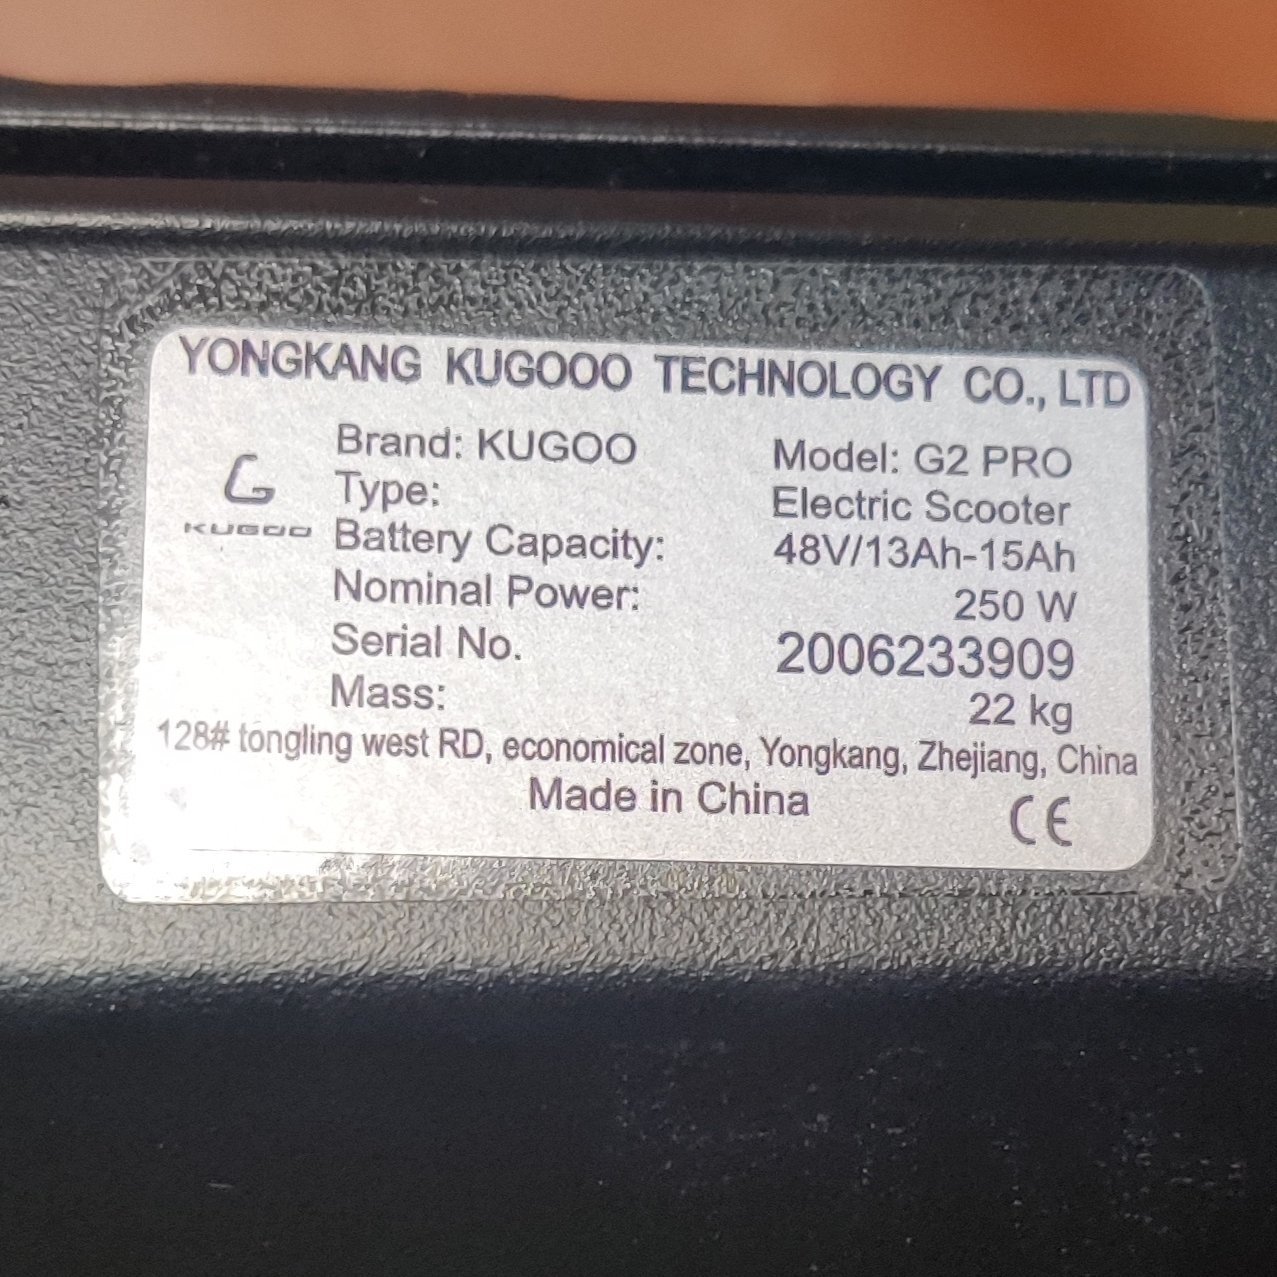 YONGKANG KUGOOO TECHNOLOGY CO., LTD
Brand: KUGOO Model: G2 PRO
Type: Electric Scooter
KUGOO
Battery Capacity: 48V/13Ah-15Ah
Nominal Power: 250 W
Serial No. 2006233909
Mass: 22 kg
128# tongling west RD, economical zone, Yongkang, Zhejiang, China
Made in China
CE